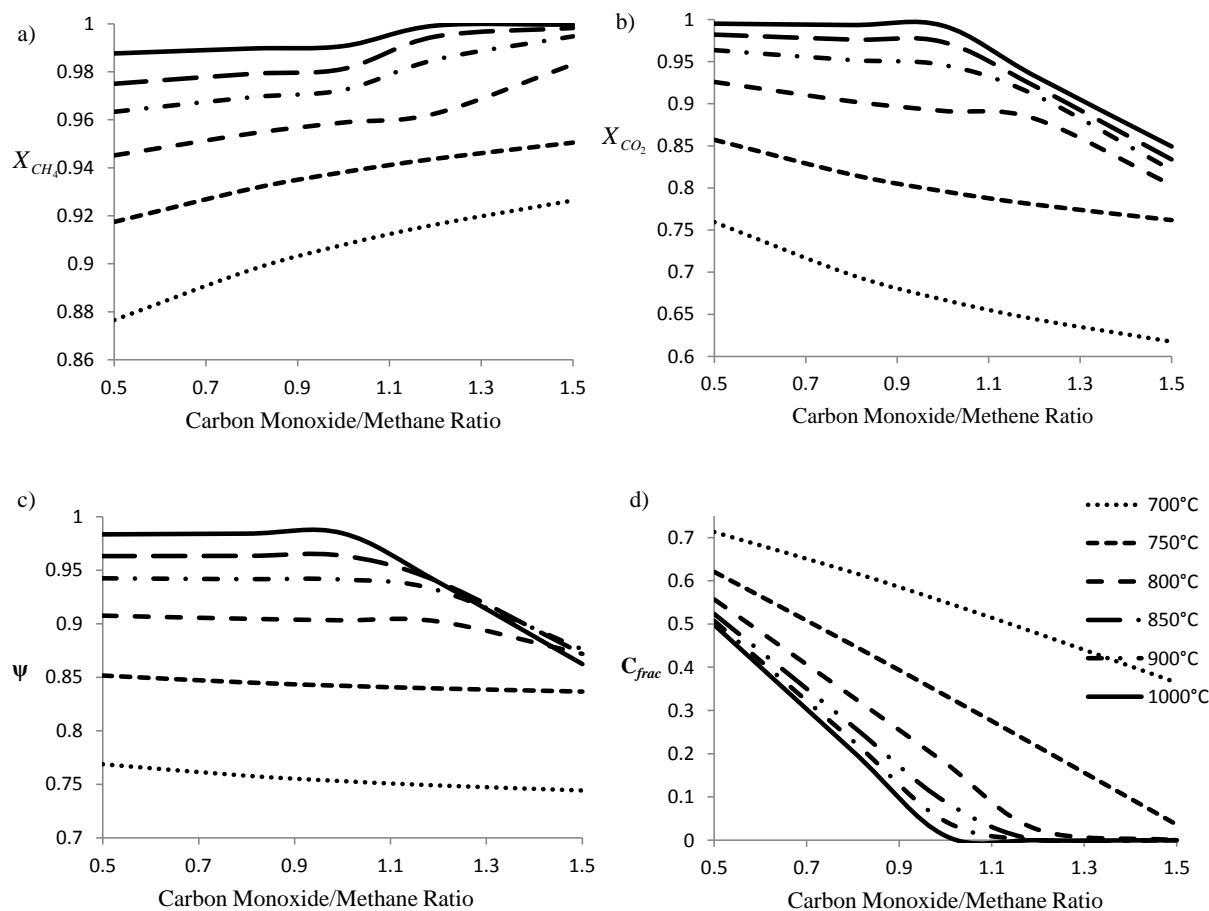 a)
1
0.98
0.96
0.94
0.92
0.9
0.88
0.86
X_{CH_4}
0.5 0.7 0.9 1.1 1.3 1.5
Carbon Monoxide/Methane Ratio
b)
1
0.95
0.9
0.85
0.8
0.75
0.7
0.65
0.6
X_{CO_2}
0.5 0.7 0.9 1.1 1.3 1.5
Carbon Monoxide/Methene Ratio
c)
1
0.95
0.9
0.85
0.8
0.75
0.7
Ψ
0.5 0.7 0.9 1.1 1.3 1.5
Carbon Monoxide/Methane Ratio
d)
0.7
0.6
0.5
0.4
0.3
0.2
0.1
0
C_{frac}
0.5 0.7 0.9 1.1 1.3 1.5
Carbon Monoxide/Methane Ratio
700°C
750°C
800°C
850°C
900°C
1000°C